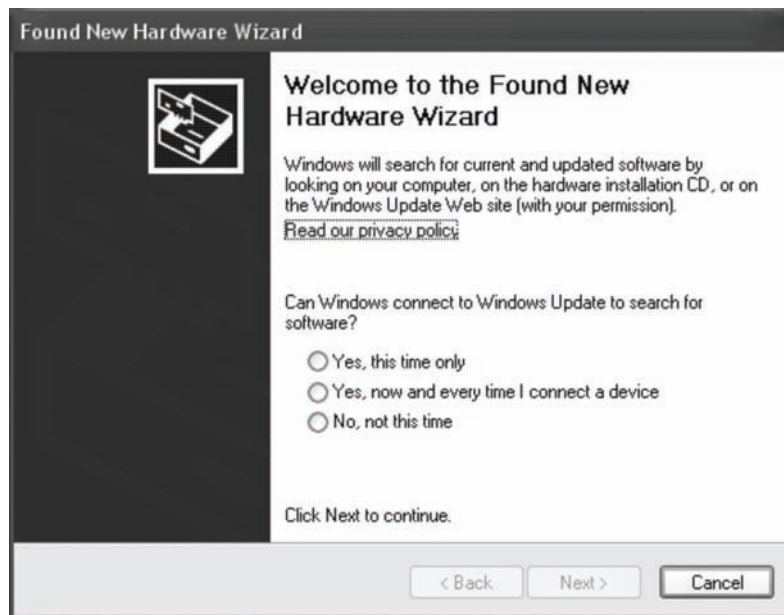 Found New Hardware Wizard
Welcome to the Found New
Hardware Wizard
Windows will search for current and updated software by
looking on your computer, on the hardware installation CD, or on
the Windows Update Web site (with your permission).
Read our privacy policy
Can Windows connect to Windows Update to search for
software?
Yes, this time only
Yes, now and every time I connect a device
No, not this time
Click Next to continue.
< Back
Next >
Cancel